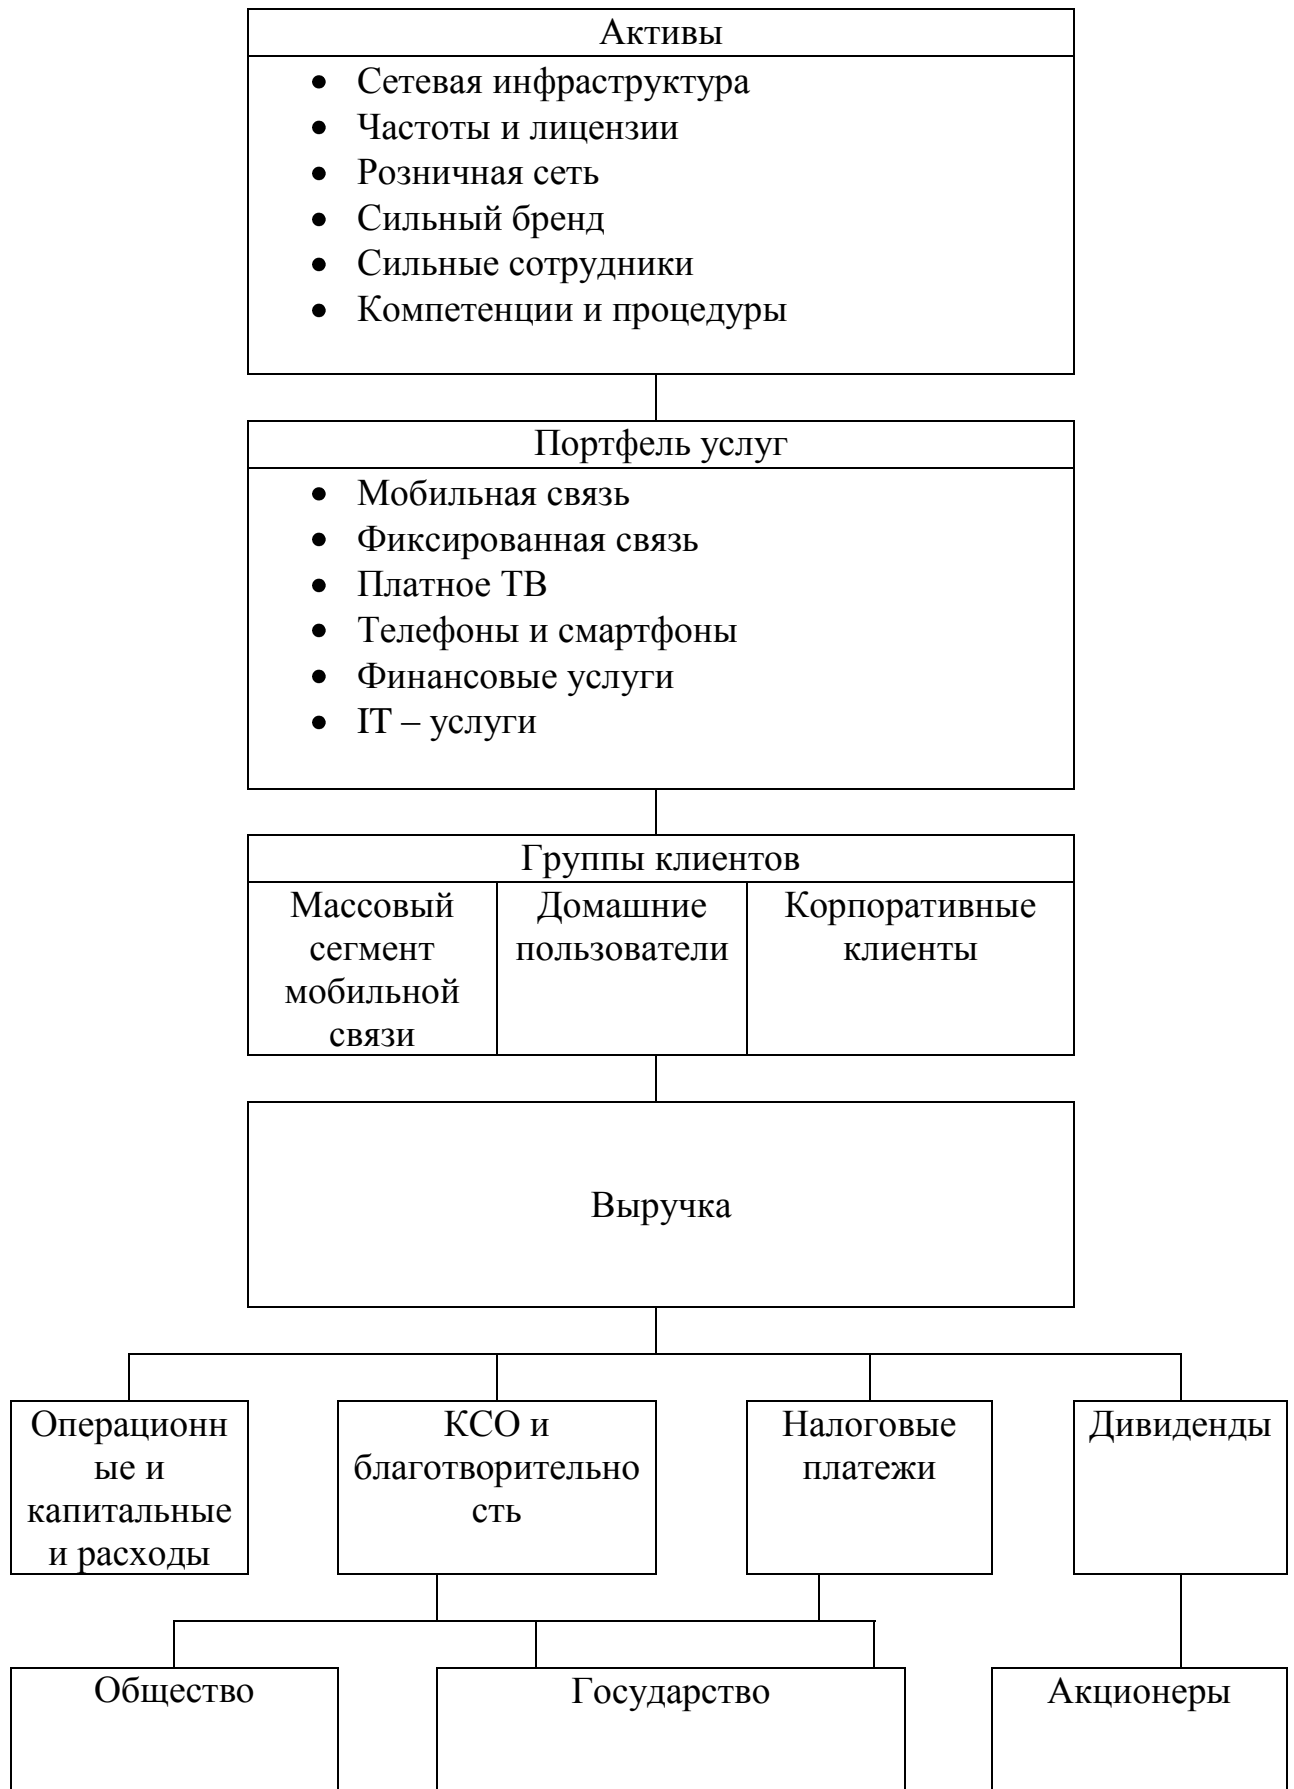 Активы
• Сетевая инфраструктура
• Частоты и лицензии
• Розничная сеть
• Сильный бренд
• Сильные сотрудники
• Компетенции и процедуры
Портфель услуг
• Мобильная связь
• Фиксированная связь
• Платное ТВ
• Телефоны и смартфоны
• Финансовые услуги
• IT – услуги
Группы клиентов
Массовый
сегмент
мобильной
связи
Домашние
пользователи
Корпоративные
клиенты
Выручка
Операционн
ые и
капитальные
и расходы
КСО и
благотворительно
сть
Налоговые
платежи
Дивиденды
Общество
Государство
Акционеры